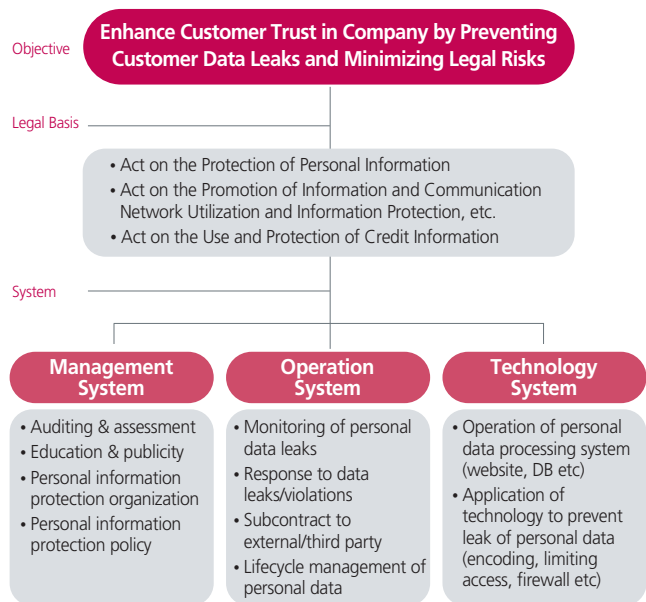 Objective
Enhance Customer Trust in Company by Preventing
Customer Data Leaks and Minimizing Legal Risks
Legal Basis
• Act on the Protection of Personal Information
• Act on the Promotion of Information and Communication
Network Utilization and Information Protection, etc.
• Act on the Use and Protection of Credit Information
System
Management
System
• Auditing & assessment
• Education & publicity
• Personal information
protection organization
• Personal information
protection policy
Operation
System
• Monitoring of personal
data leaks
• Response to data
leaks/violations
• Subcontract to
external/third party
• Lifecycle management of
personal data
Technology
System
• Operation of personal
data processing system
(website, DB etc)
• Application of
technology to prevent
leak of personal data
(encoding, limiting
access, firewall etc)